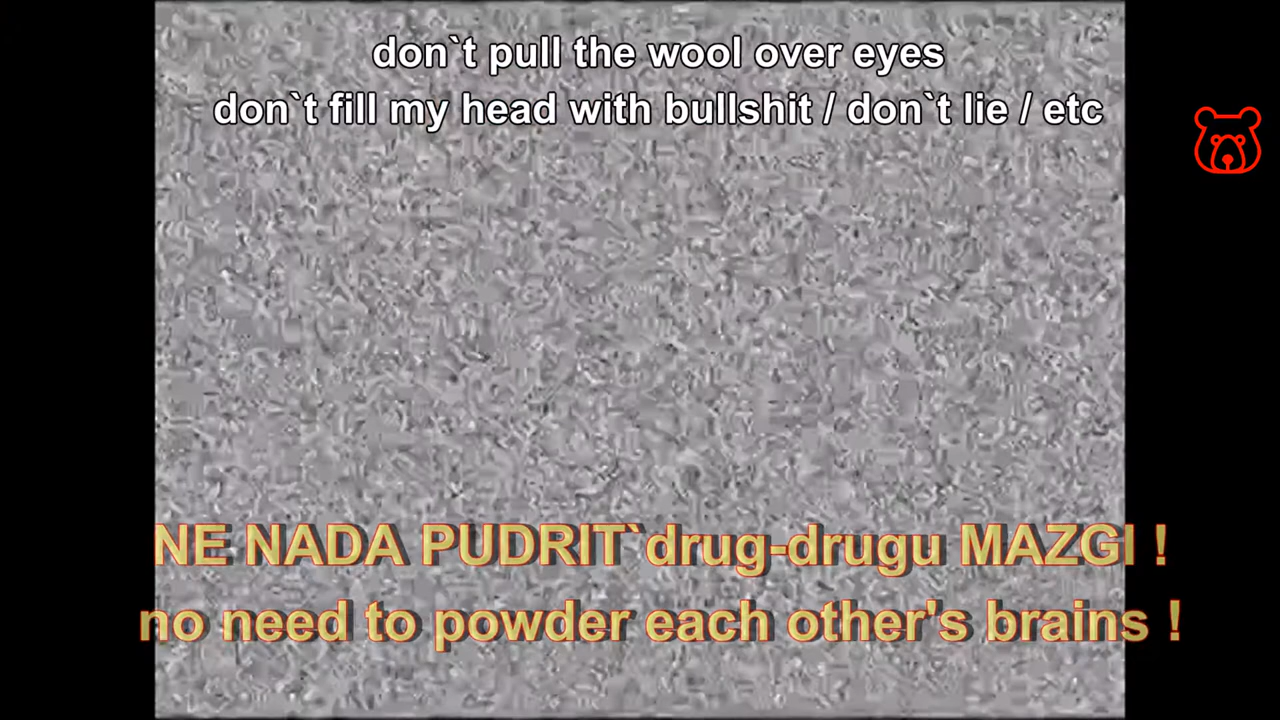 don`t pull the wool over eyes
don`t fill my head with bullshit / don`t lie / etc
NE NADA PUDRIT`drug-drugu MAZGI !
no need to powder each other's brains !